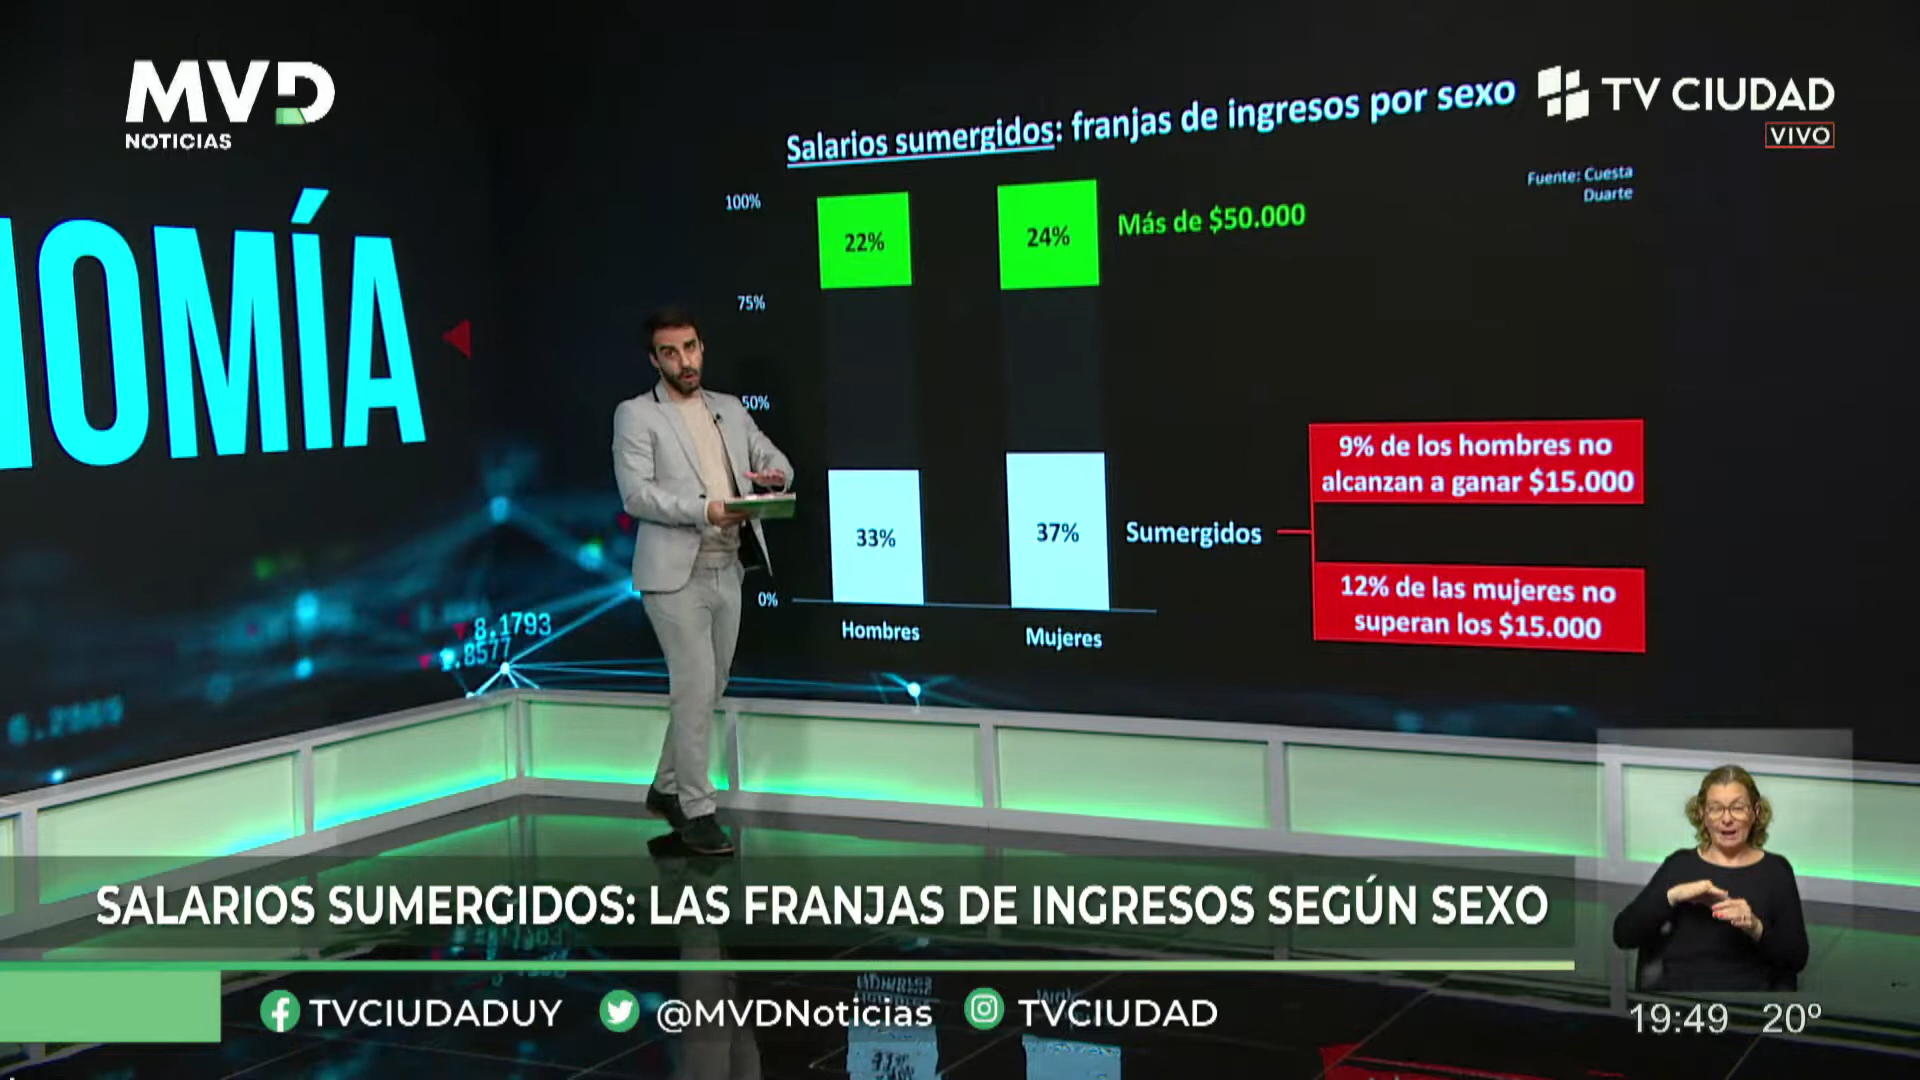 MVD
NOTICIAS
TV CIUDAD
VIVO
Salarios sumergidos: franjas de ingresos por sexo
Fuente: Cuesta
Duarte
OMÍA
100%
75%
50%
0%
22%
24%
Más de $50.000
33%
37%
Sumergidos
Hombres
Mujeres
9% de los hombres no
alcanzan a ganar $15.000
12% de las mujeres no
superan los $15.000
8.1793
.8577
6.2869
SALARIOS SUMERGIDOS: LAS FRANJAS DE INGRESOS SEGÚN SEXO
TVCIUDADUY
@MVDNoticias
TVCIUDAD
19:49 20º